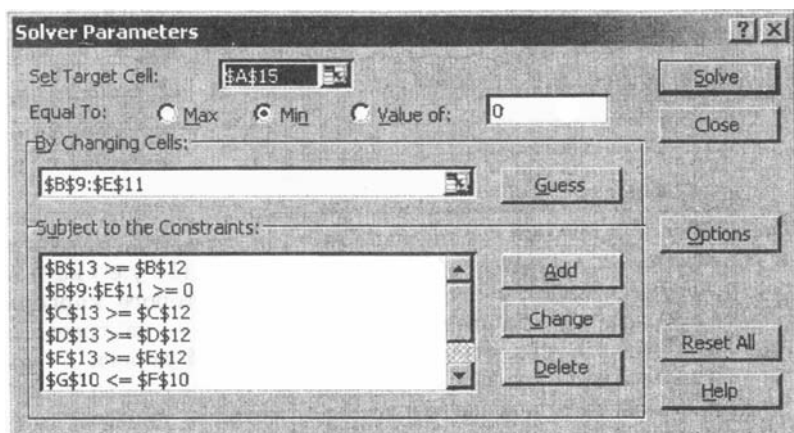 Solver Parameters ? X
Set Target Cell: $A$15 Solve
Equal To: Max Min Value of: 0 Close
By Changing Cells:
$B$9:$E$11 Guess
Subject to the Constraints: Options
$B$13 >= $B$12 Add
$B$9:$E$11 >= 0
$C$13 >= $C$12 Change
$D$13 >= $D$12
$E$13 >= $E$12 Delete Reset All
$G$10 <= $F$10 Help